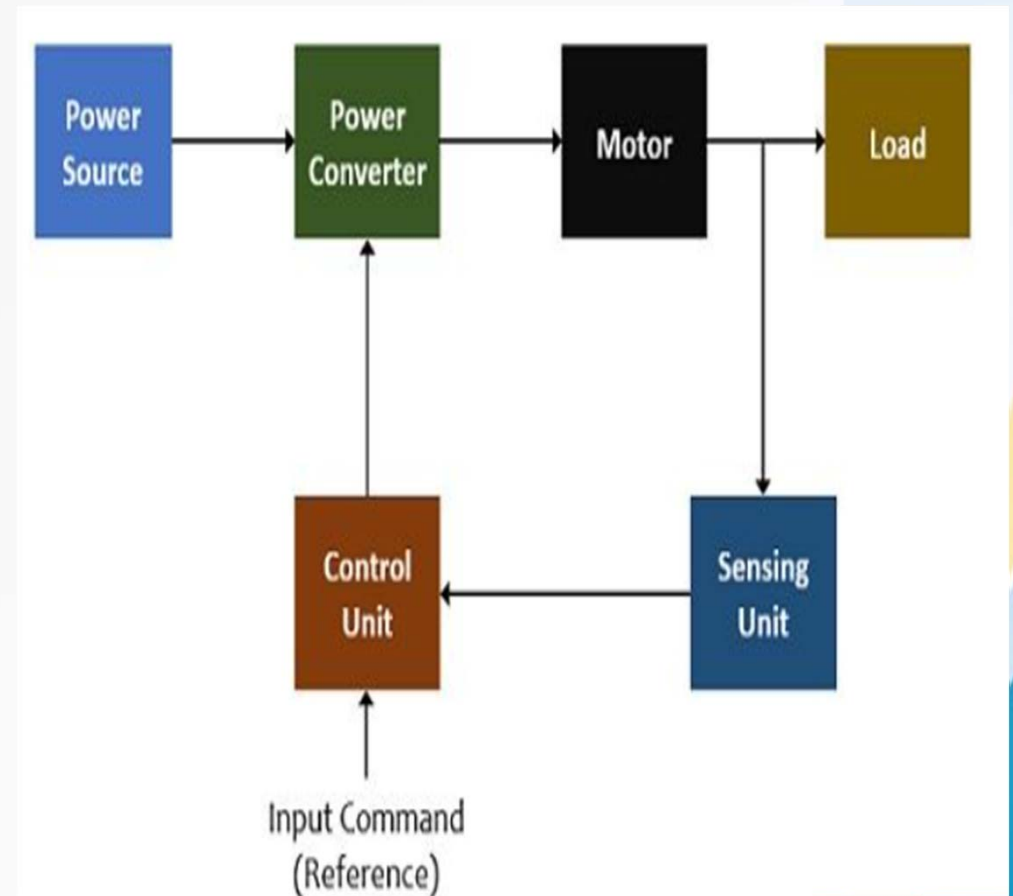 Power
Source
Power
Converter
Motor
Load
Control
Unit
Sensing
Unit
Input Command
(Reference)